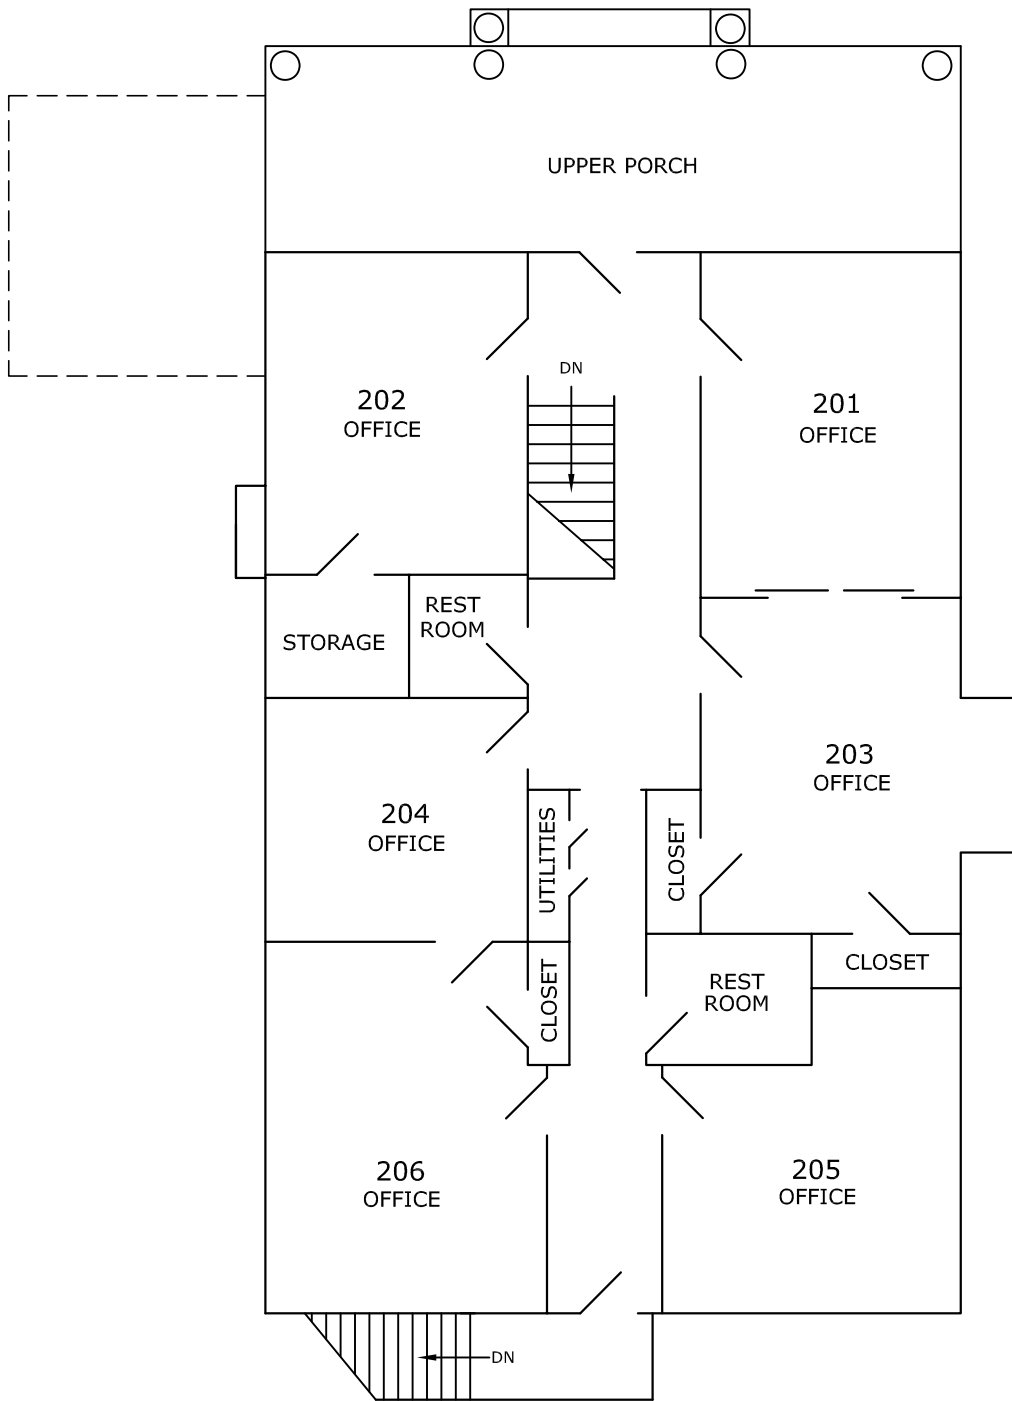 UPPER PORCH
DN
202
OFFICE
201
OFFICE
REST
ROOM
STORAGE
203
OFFICE
204
OFFICE
UTILITIES
CLOSET
CLOSET
CLOSET
REST
ROOM
206
OFFICE
205
OFFICE
DN